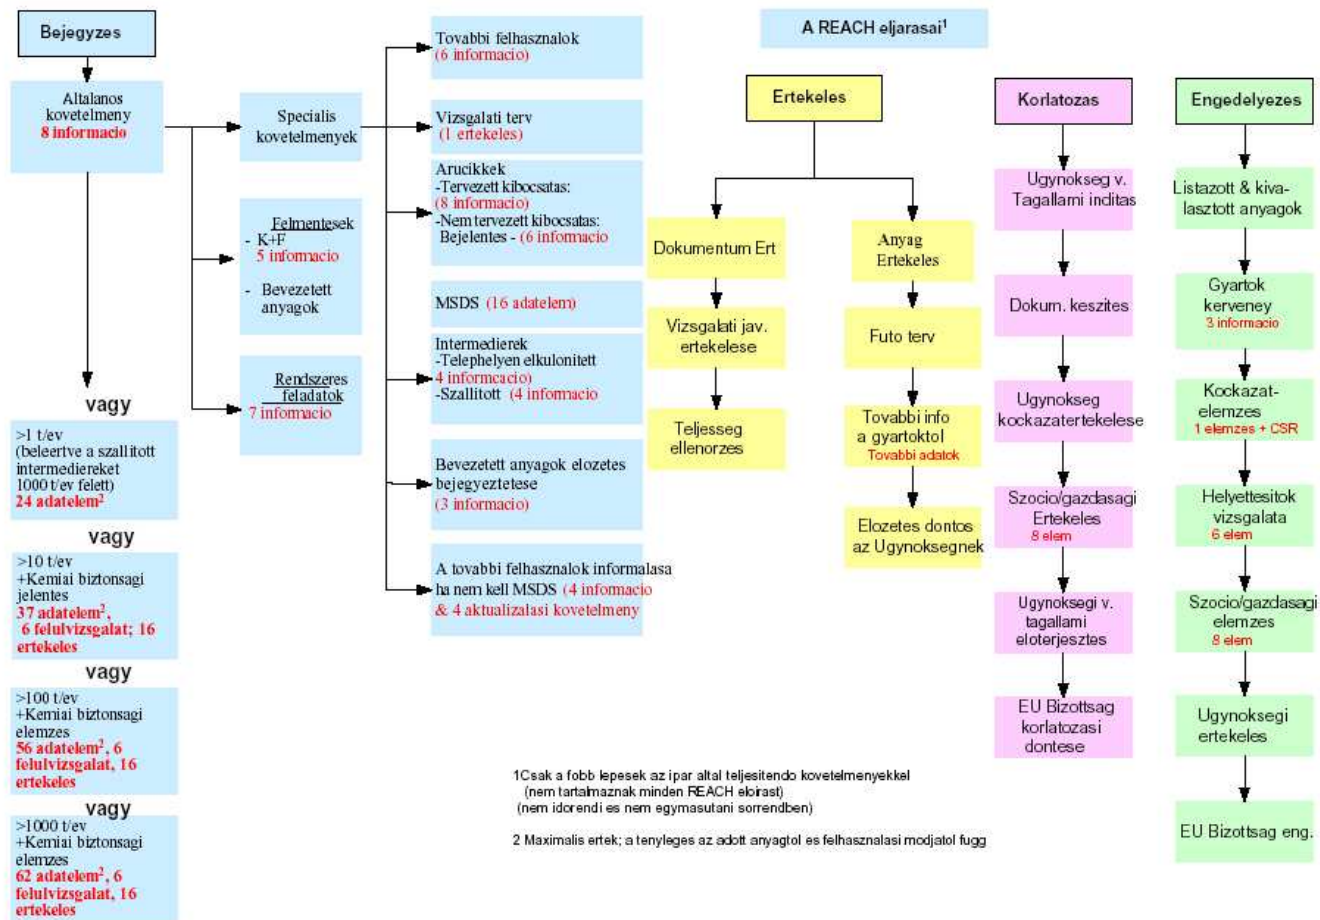 Bejegyzes
A REACH eljarasai¹
Altalanos
kovetelmeny
8 informacio
Specialis
kovetelmenyek
Felmentesek
- K+F
5 informacio
- Bevezetett
anyagok
Rendszeres
feladatok
7 informacio
vagy
>1 t/ev
(beleertve a szallitott
intermediereket
1000 t/ev felett)
24 adatelem²
vagy
>10 t/ev
+Kemiai biztonsagi
jelentes
37 adatelem²,
6 felulvizsgalat; 16
ertekeles
vagy
>100 t/ev
+Kemiai biztonsagi
elemzes
56 adatelem², 6
felulvizsgalat, 16
ertekeles
vagy
>1000 t/ev
+Kemiai biztonsagi
elemzes
62 adatelem², 6
felulvizsgalat, 16
ertekeles
Tovabbi felhasznalok
(6 informacio)
Vizsgalati terv
(1 ertekeles)
Arucikkek
-Tervezett kibocsatas:
(8 informacio)
-Nem tervezett kibocsatas:
Bejelentes - (6 informacio
MSDS (16 adatelem)
Intermedierek
-Telephelyen elkulonitett
4 informcacio)
-Szallitott (4 informacio
Bevezetett anyagok elozetes
bejegyeztetese
(3 informacio)
A tovabbi felhasznalok informalasa
ha nem kell MSDS (4 informacio
& 4 aktualizalasi kovetelmeny
Ertekeles
Dokumentum Ert
Vizsgalati jav.
ertekelese
Teljesseg
ellenorzes
Anyag
Ertekeles
Futo terv
Tovabbi info
a gyartoktol
Tovabbi adatok
Elozetes dontos
az Ugynoksegnek
Korlatozas
Ugynokseg v.
Tagallami inditas
Dokum. keszites
Ugynokseg
kockazatertekelese
Szocio/gazdasagi
Ertekeles
8 elem
Ugynoksegi v.
tagallami
eloterjesztes
EU Bizottsag
korlatozasi
dontese
Engedelyezes
Listazott & kiva-
lasztott anyagok
Gyartok
kerveney
3 informacio
Kockazat-
elemzes
1 elemzes + CSR
Helyettesitok
vizsgalata
6 elem
Szocio/gazdasagi
elemzes
8 elem
Ugynoksegi
ertekeles
EU Bizottsag eng.
1Csak a fobb lepesek az ipar altal teljesitendo kovetelmenyekkel
(nem tartalmaznak minden REACH eloirast)
(nem idorendi es nem egymasutani sorrendben)
2 Maximalis ertek; a tenyleges az adott anyagtol es felhasznalasi modjatol fugg